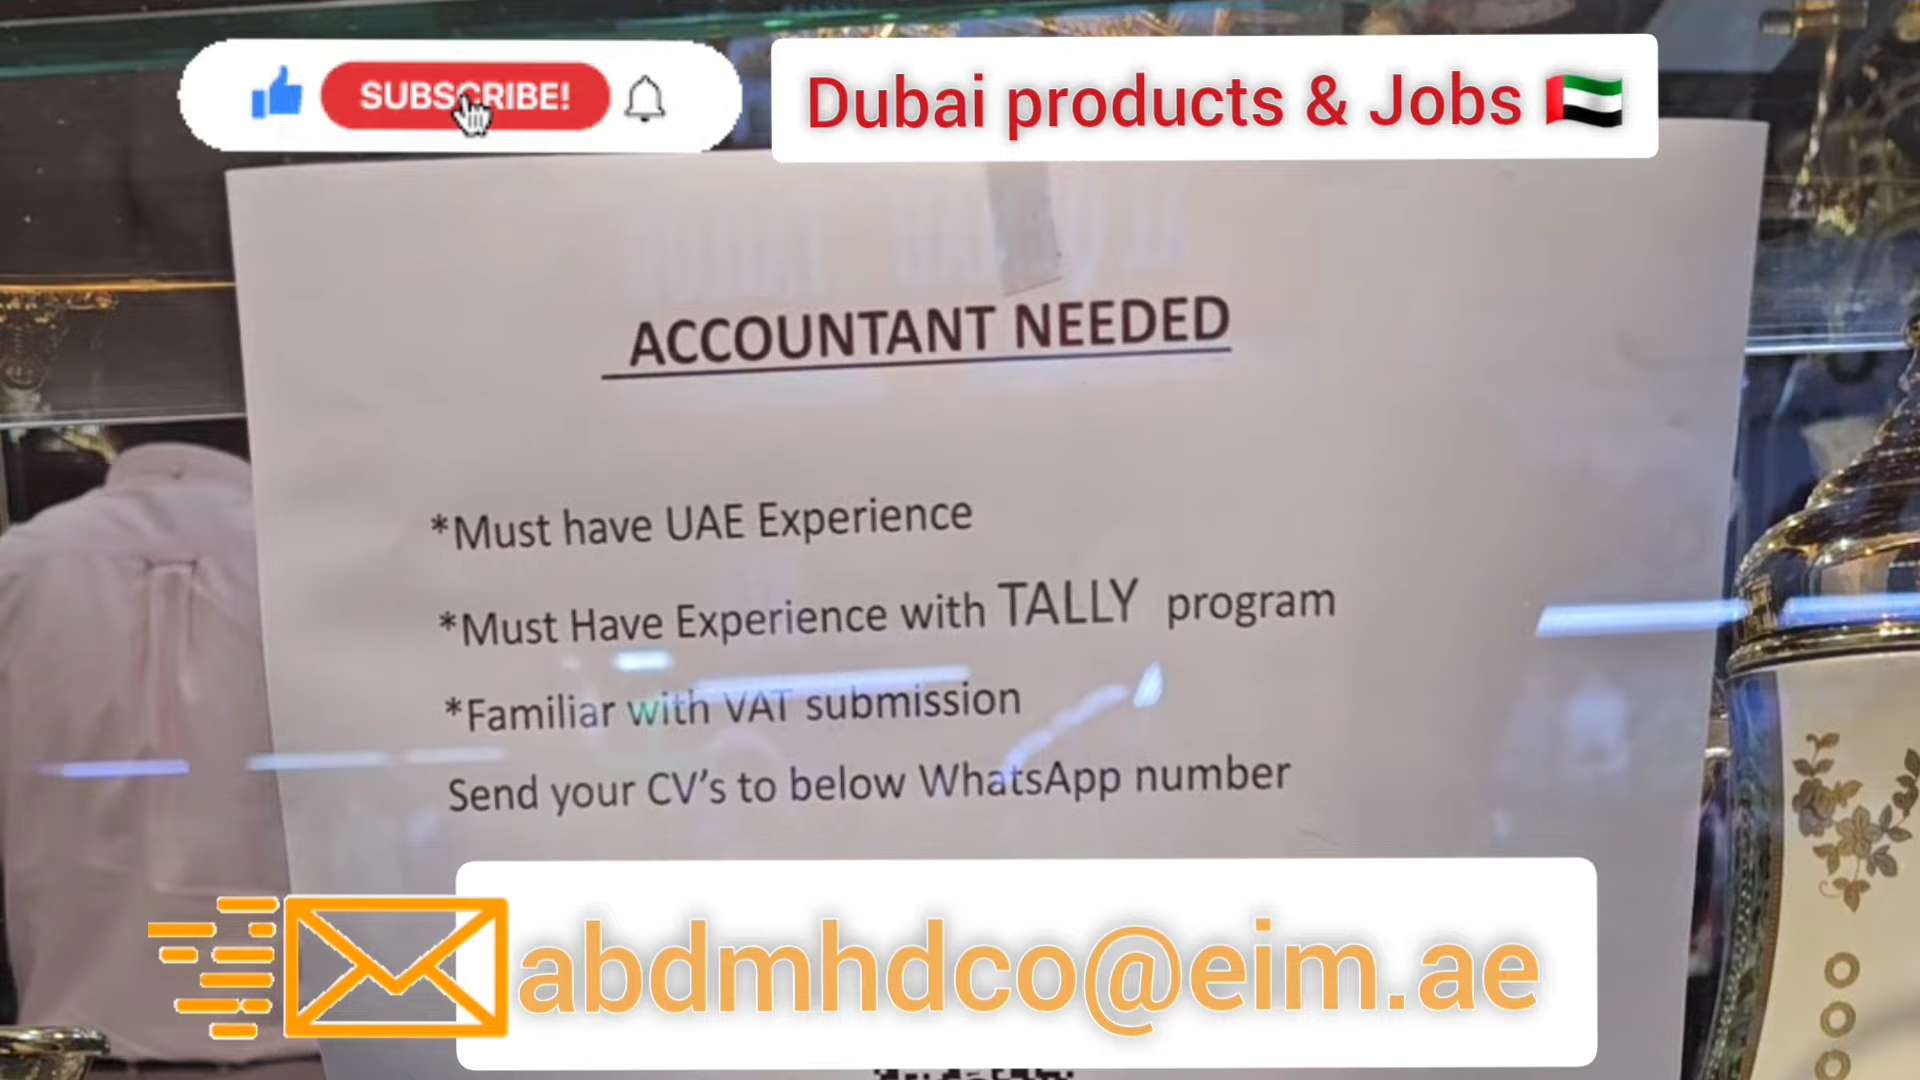 SUBSCRIBE!
Dubai products & Jobs 🇦🇪
ACCOUNTANT NEEDED
*Must have UAE Experience
*Must Have Experience with TALLY program
*Familiar with VAT submission
Send your CV's to below WhatsApp number
abdmhdco@eim.ae